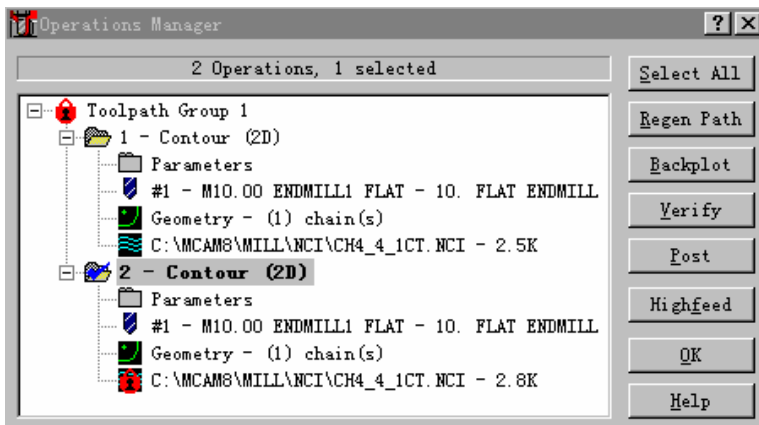 Operations Manager
2 Operations, 1 selected
Toolpath Group 1
1 - Contour (2D)
Parameters
#1 - M10.00 ENDMILL1 FLAT - 10. FLAT ENDMILL
Geometry - (1) chain(s)
C:\MCAM8\MILL\NCI\CH4_4_1CT.NCI - 2.5K
2 - Contour (2D)
Parameters
#1 - M10.00 ENDMILL1 FLAT - 10. FLAT ENDMILL
Geometry - (1) chain(s)
C:\MCAM8\MILL\NCI\CH4_4_1CT.NCI - 2.8K
Select All
Regen Path
Backplot
Verify
Post
Highfeed
OK
Help